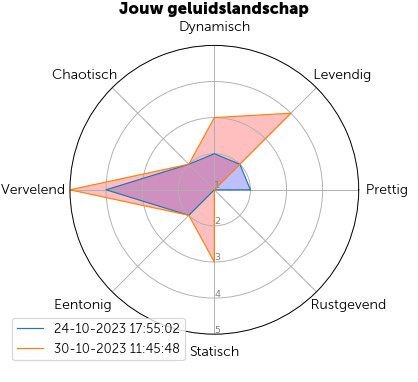 Jouw geluidslandschap
Dynamisch
Chaotisch
Levendig
Vervelend
1
Prettig
2
3
Eentonig
4
Rustgevend
5
24-10-2023 17:55:02
30-10-2023 11:45:48
Statisch